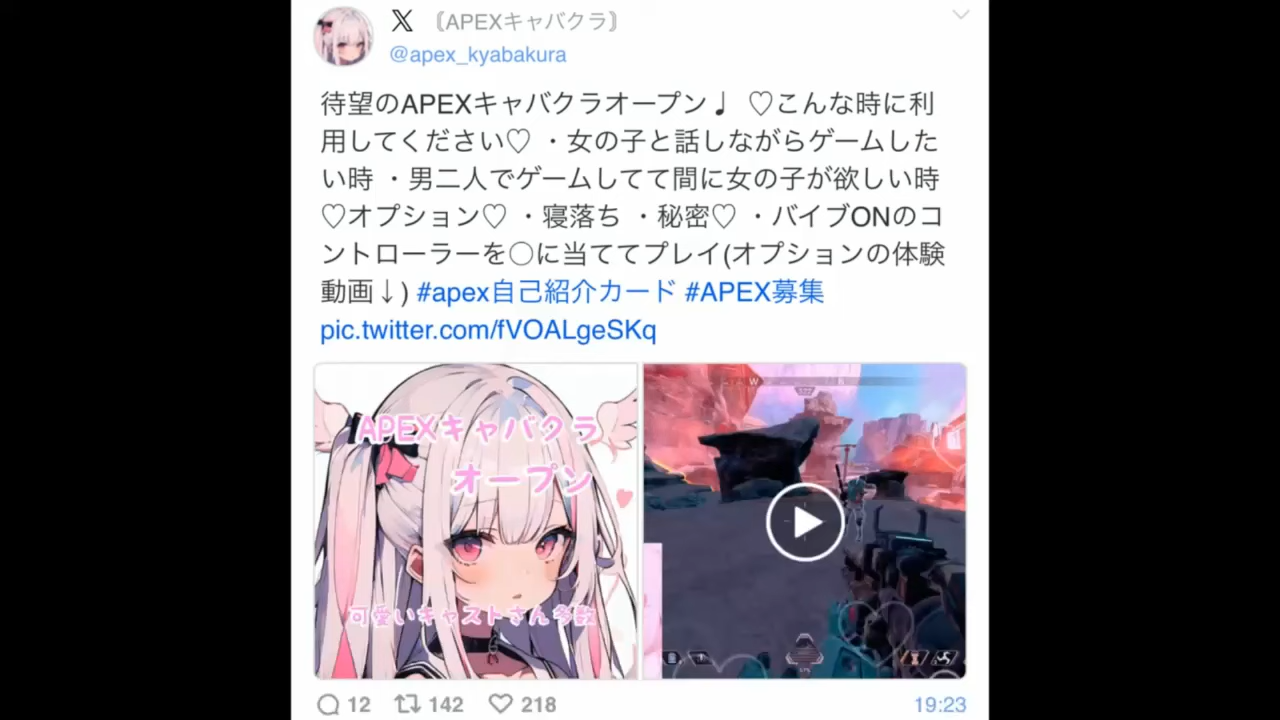 〘APEXキャバクラ〙
@apex_kyabakura
待望のAPEXキャバクラオープン♩ ♡こんな時に利
用してください♡ ・女の子と話しながらゲームした
い時 ・男二人でゲームしてて間に女の子が欲しい時
♡オプション♡ ・寝落ち ・秘密♡ ・バイブONのコ
ントローラーを◯に当ててプレイ(オプションの体験
動画↓) #apex自己紹介カード #APEX募集
pic.twitter.com/fVOALgeSKq
APEXキャバクラ
オープン
可愛いキャストさん多数
W
N
12 142 218 19:23